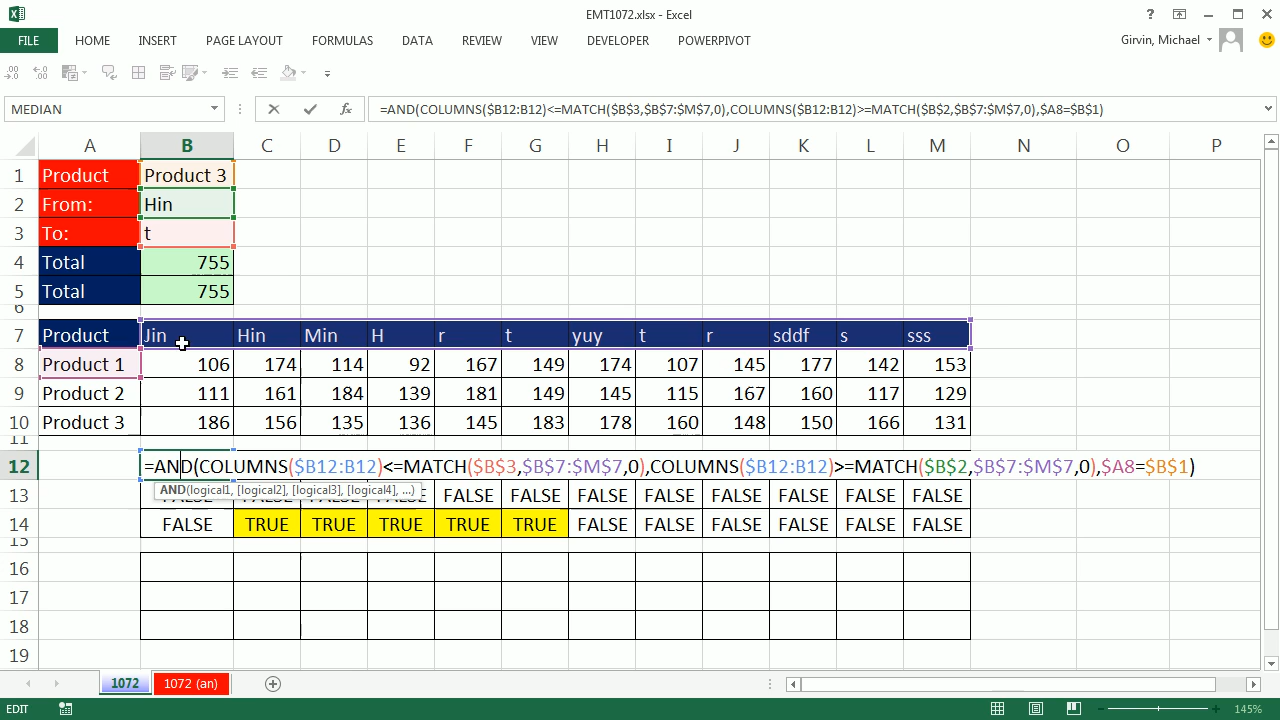 EMT1072.xlsx - Excel
FILE HOME INSERT PAGE LAYOUT FORMULAS DATA REVIEW VIEW DEVELOPER POWERPIVOT Girvin, Michael
MEDIAN =AND(COLUMNS($B12:B12)<=MATCH($B$3,$B$7:$M$7,0),COLUMNS($B12:B12)>=MATCH($B$2,$B$7:$M$7,0),$A8=$B$1)
A B C D E F G H I J K L M N O P
1 Product Product 3
2 From: Hin
3 To: t
4 Total 755
5 Total 755
6
7 Product Jin Hin Min H r t yuy t r sddf s sss
8 Product 1 106 174 114 92 167 149 174 107 145 177 142 153
9 Product 2 111 161 184 139 181 149 145 115 167 160 117 129
10 Product 3 186 156 135 136 145 183 178 160 148 150 166 131
11
12 =AND(COLUMNS($B12:B12)<=MATCH($B$3,$B$7:$M$7,0),COLUMNS($B12:B12)>=MATCH($B$2,$B$7:$M$7,0),$A8=$B$1)
AND(logical1, [logical2], [logical3], [logical4], ...)
13 FALSE FALSE FALSE FALSE FALSE FALSE FALSE FALSE
14 FALSE TRUE TRUE TRUE TRUE TRUE FALSE FALSE FALSE FALSE FALSE FALSE
15
16
17
18
19
1072 1072 (an)
EDIT 145%